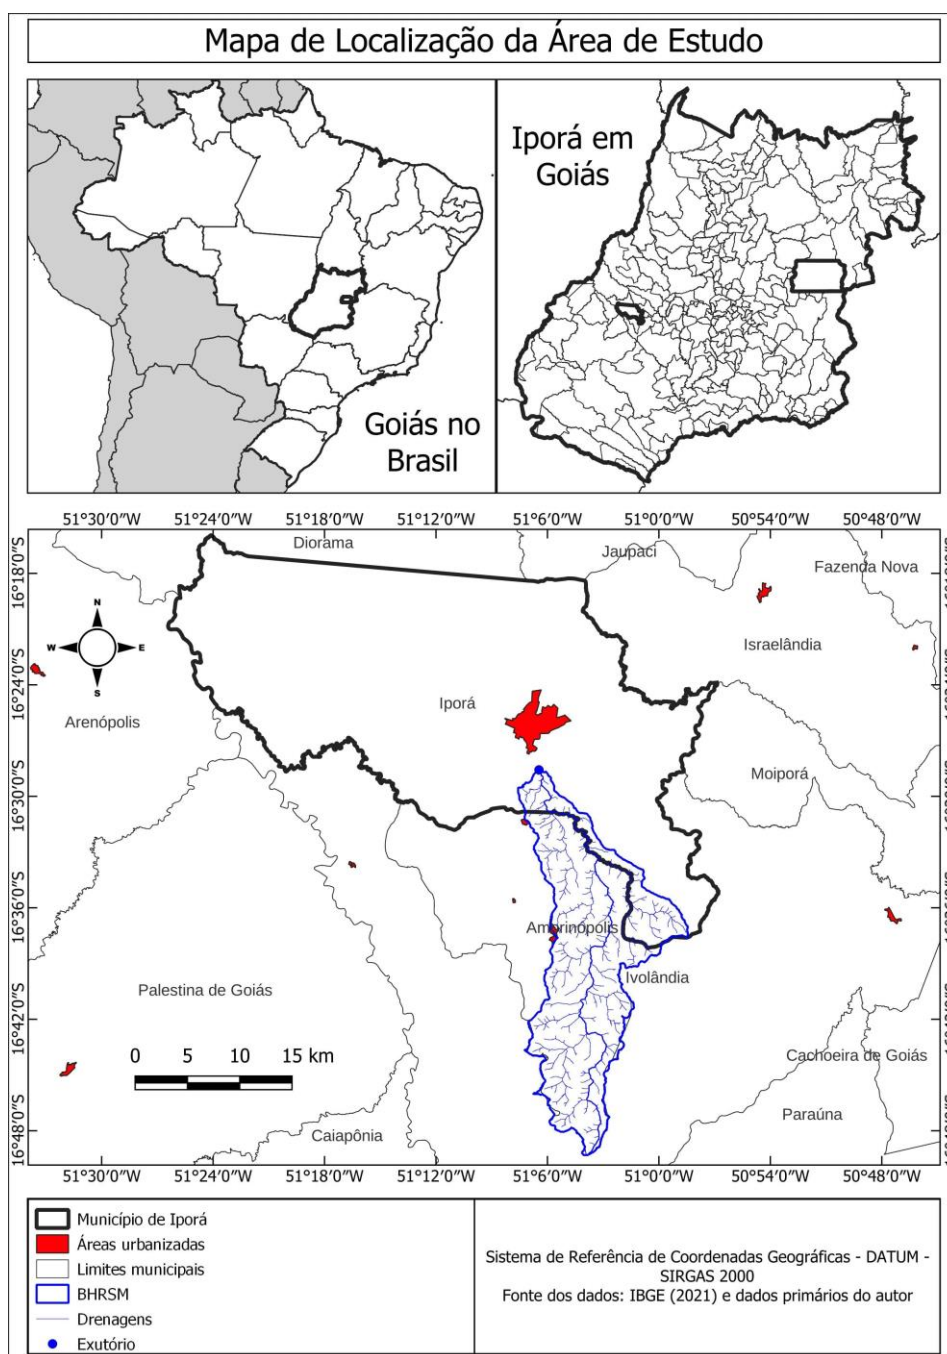 Mapa de Localização da Área de Estudo
Goiás no
Brasil
Iporá em
Goiás
51°30'0"W 51°24'0"W 51°18'0"W 51°12'0"W 51°6'0"W 51°0'0"W 50°54'0"W 50°48'0"W
Diorama
Jaupaci
Fazenda Nova
16°18'0"S
N
W E
S
Israelândia
16°24'0"S
Iporá
Arenópolis
Moiporá
16°30'0"S
16°36'0"S
Amorinópolis
Ivolândia
Palestina de Goiás
16°42'0"S
0 5 10 15 km
Cachoeira de Goiás
Paraúna
16°48'0"S
Caiapônia
51°30'0"W 51°24'0"W 51°18'0"W 51°12'0"W 51°6'0"W 51°0'0"W 50°54'0"W 50°48'0"W
Município de Iporá
Áreas urbanizadas
Limites municipais
BHRSM
Drenagens
Exutório
Sistema de Referência de Coordenadas Geográficas - DATUM -
SIRGAS 2000
Fonte dos dados: IBGE (2021) e dados primários do autor